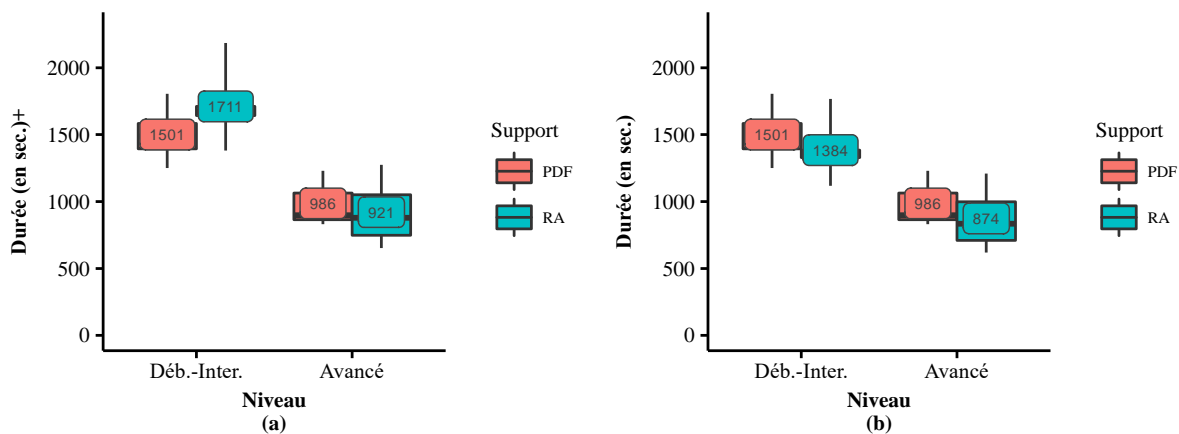 Durée (en sec.)+
2000
1500
1000
500
0
1501
1711
986
921
Déb.-Inter.
Avancé
Niveau
(a)
Support
PDF
RA
Durée (en sec.)
2000
1500
1000
500
0
1501
1384
986
874
Déb.-Inter.
Avancé
Niveau
(b)
Support
PDF
RA